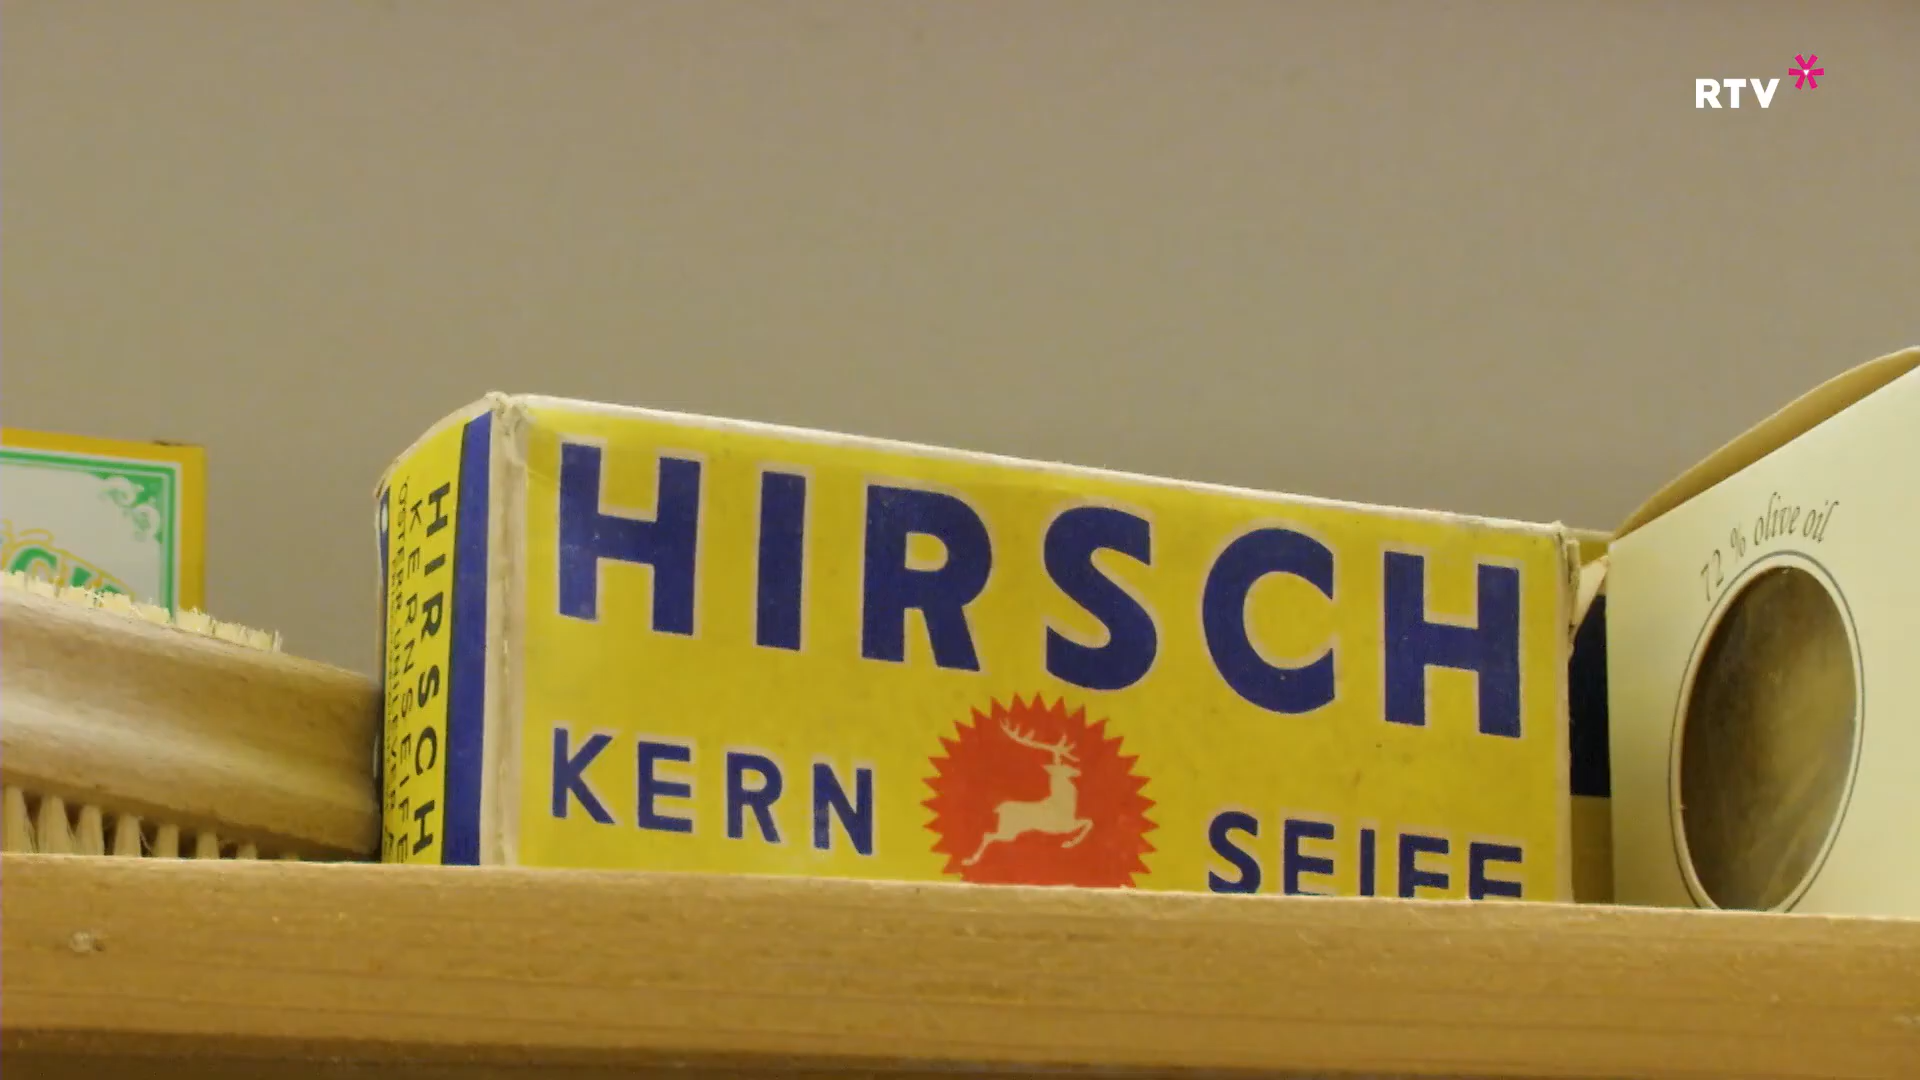 RTV
HIRSCH
KERN SEIFE
HIRSCH
KERNSEIFE
72 % olive oil